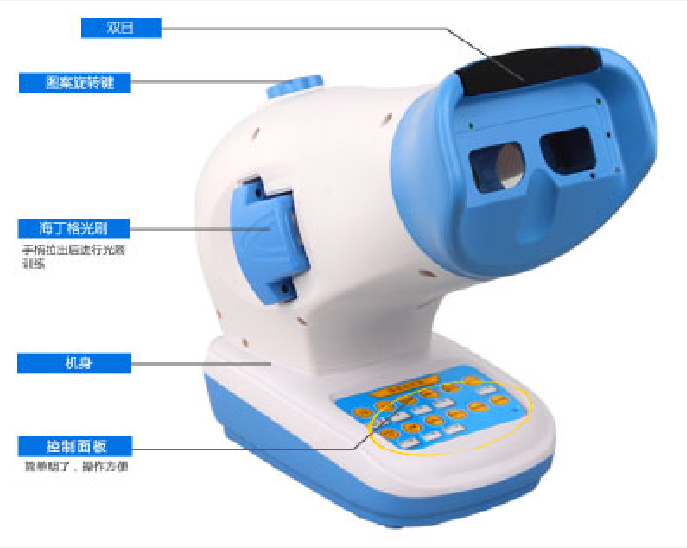 双目
图案旋转键
海丁格光刷
手柄拉出后进行光刷
训练
机身
控制面板
简单明了，操作方便